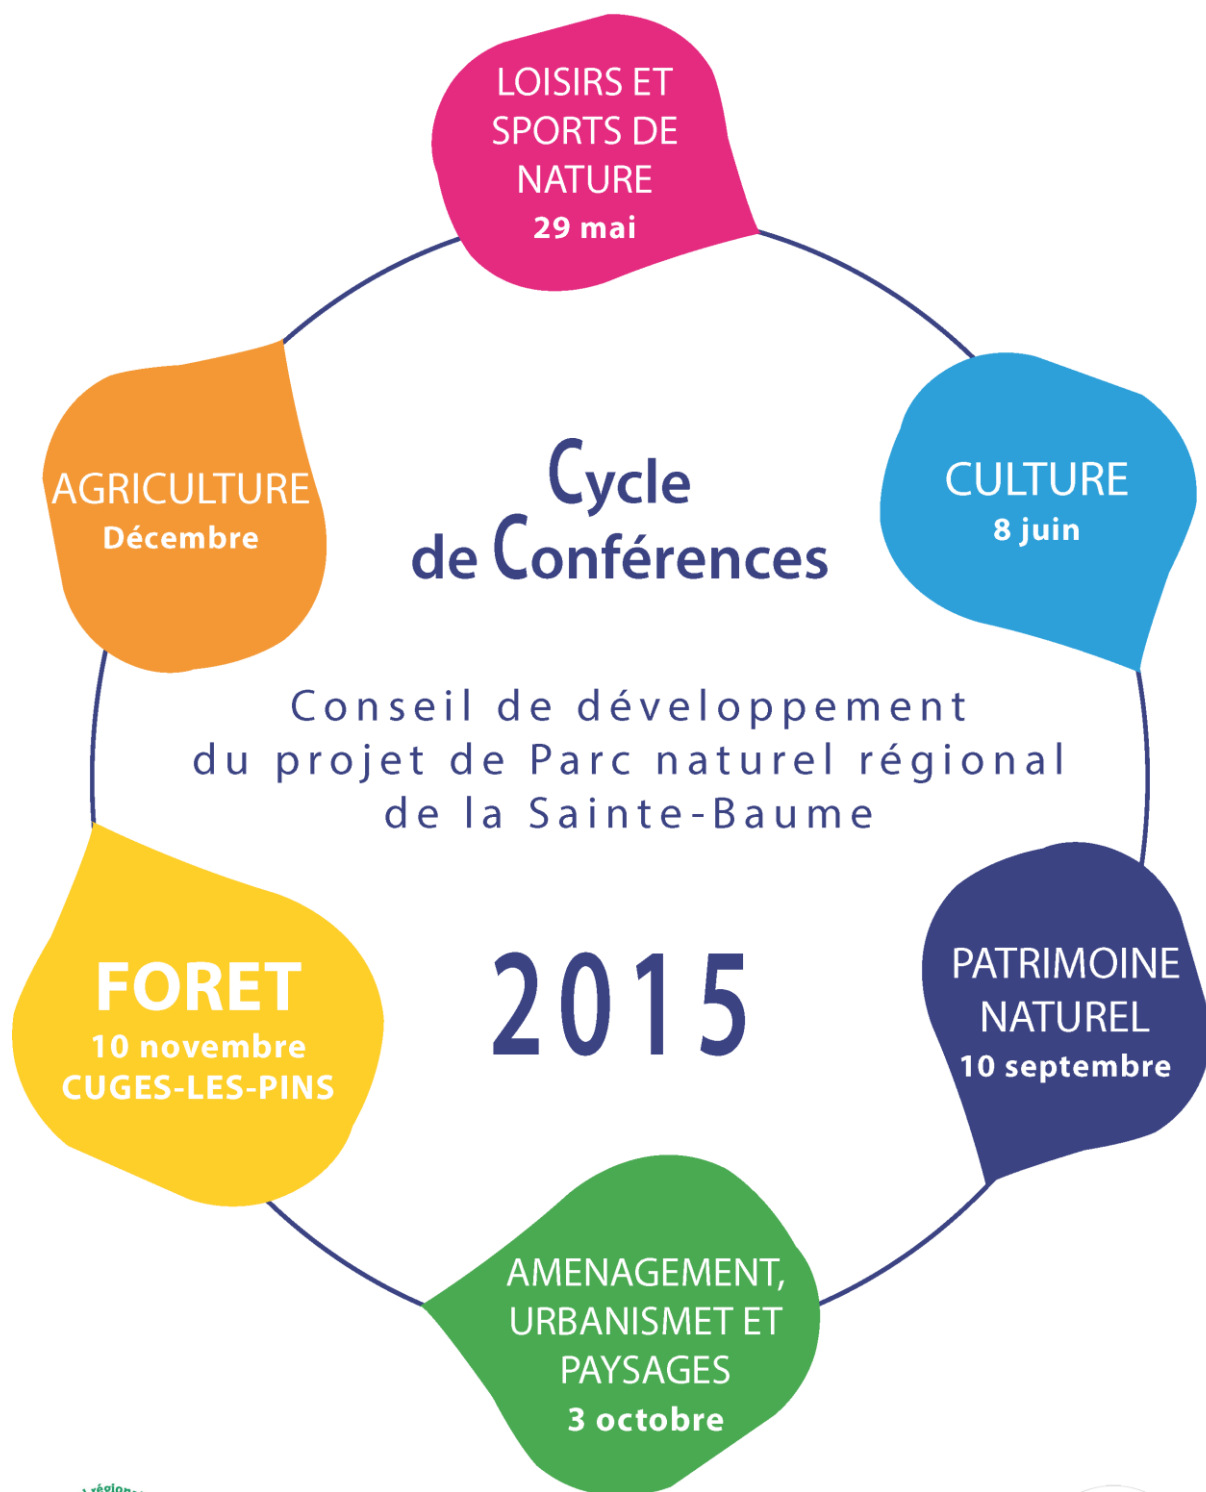 LOISIRS ET
SPORTS DE
NATURE
29 mai
CULTURE
8 juin
AGRICULTURE
Décembre
Cycle
de Conférences
Conseil de développement
du projet de Parc naturel régional
de la Sainte-Baume
2015
PATRIMOINE
NATUREL
10 septembre
FORET
10 novembre
CUGES-LES-PINS
AMENAGEMENT,
URBANISMET ET
PAYSAGES
3 octobre